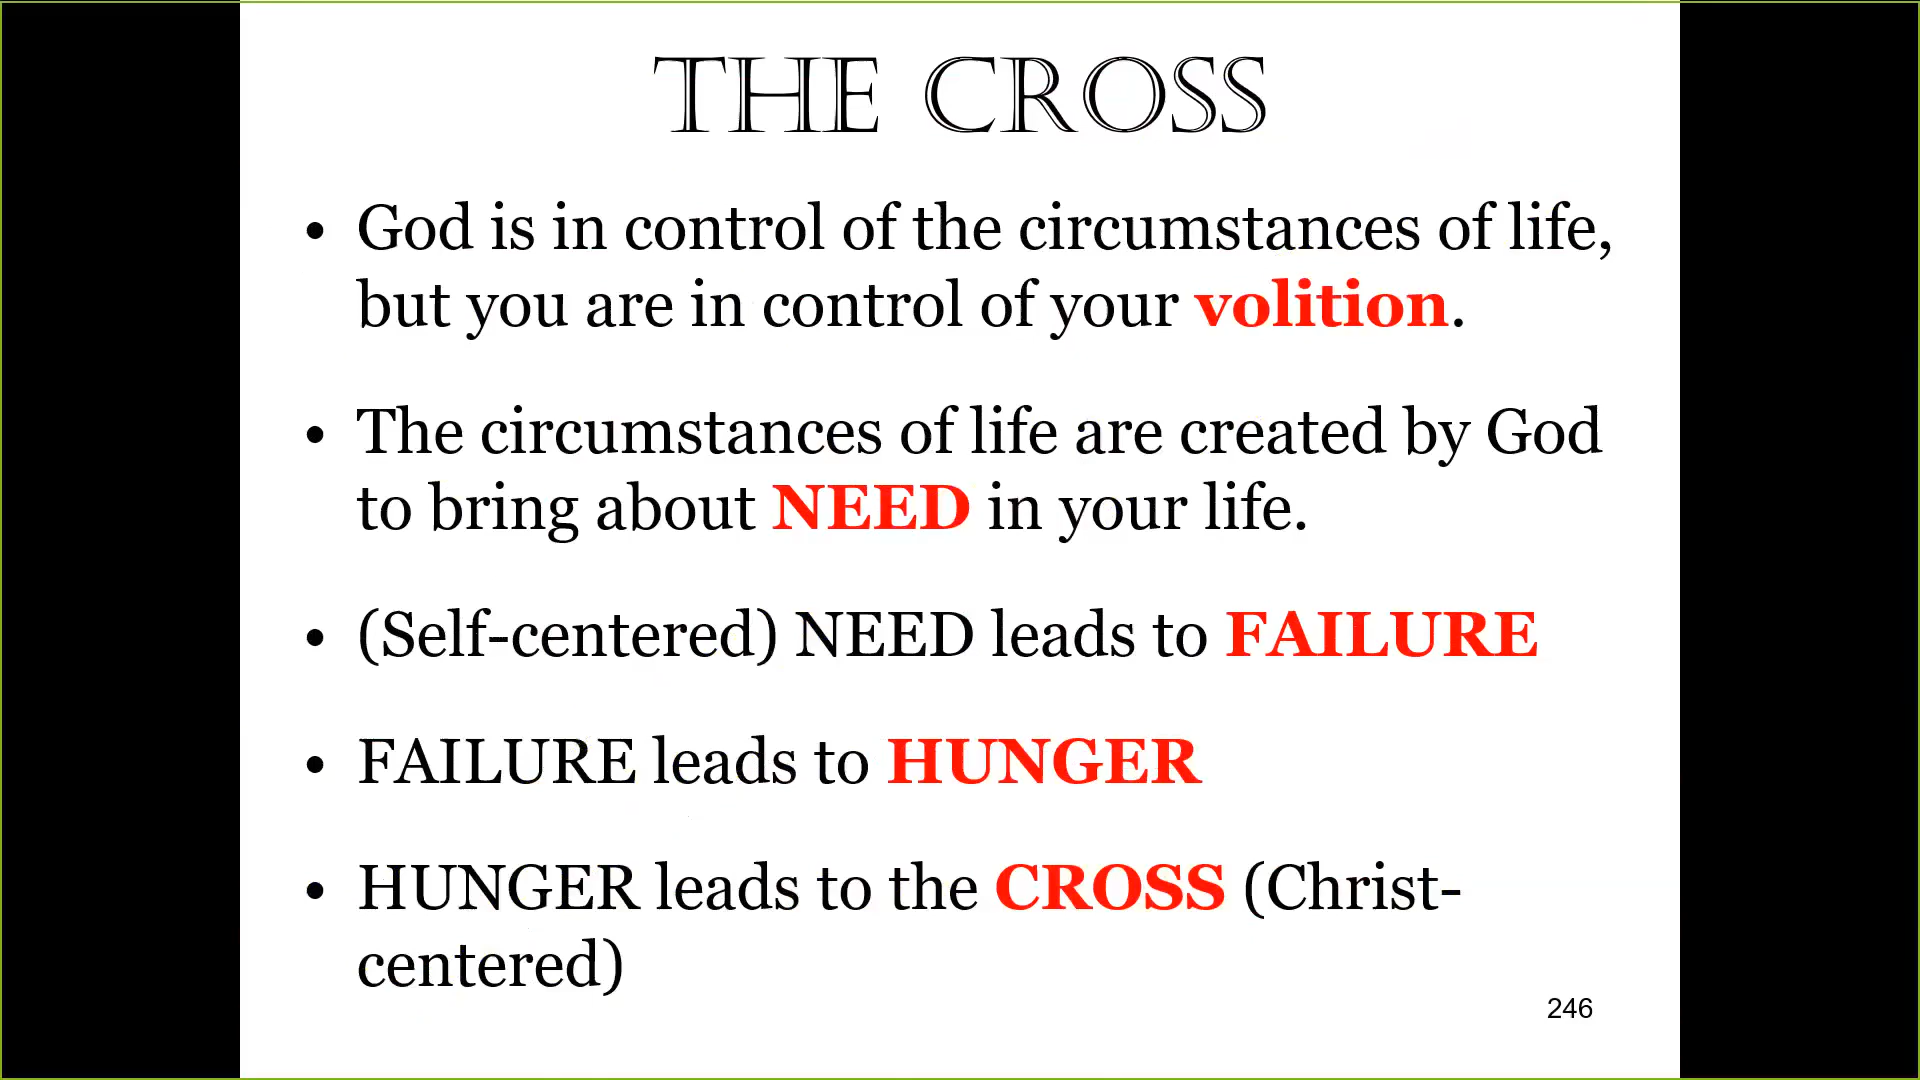 THE CROSS
• God is in control of the circumstances of life,
but you are in control of your volition.
• The circumstances of life are created by God
to bring about NEED in your life.
• (Self-centered) NEED leads to FAILURE
• FAILURE leads to HUNGER
• HUNGER leads to the CROSS (Christ-
centered)
246